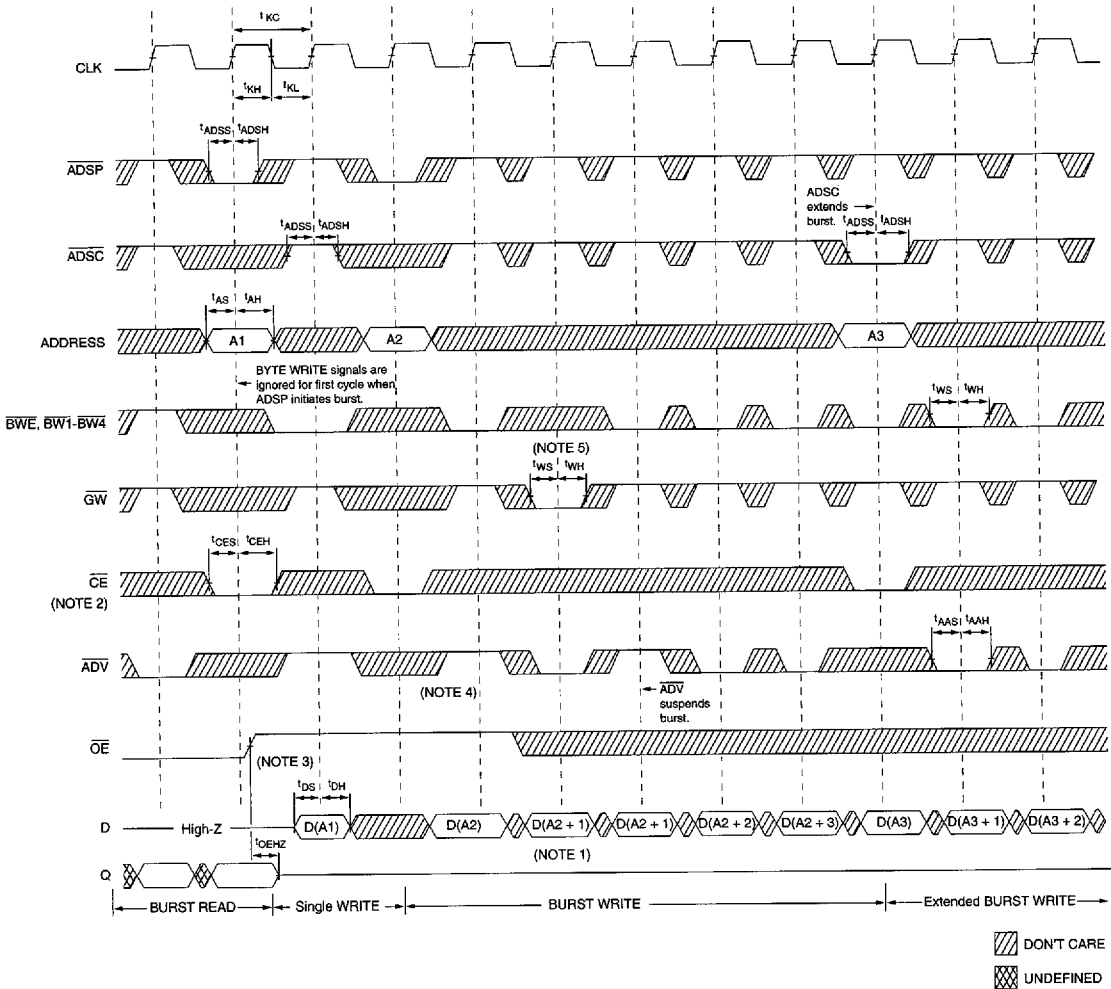 tKC
CLK
tKH
tKL
tADSS
tADSH
ADSP
ADSC
extends
burst.
tADSS
tADSH
tADSS
tADSH
ADSC
tAS
tAH
ADDRESS
A1
A2
A3
BYTE WRITE signals are
ignored for first cycle when
ADSP initiates burst.
tWS
tWH
BWE, BW1-BW4
(NOTE 5)
tWS
tWH
GW
tCES
tCEH
CE
(NOTE 2)
tAAS
tAAH
ADV
(NOTE 4)
ADV
suspends
burst.
OE
(NOTE 3)
tDS
tDH
D
High-Z
D(A1)
D(A2)
D(A2 + 1)
D(A2 + 1)
D(A2 + 2)
D(A2 + 3)
D(A3)
D(A3 + 1)
D(A3 + 2)
tOEHZ
(NOTE 1)
Q
BURST READ
Single WRITE
BURST WRITE
Extended BURST WRITE
DON'T CARE
UNDEFINED